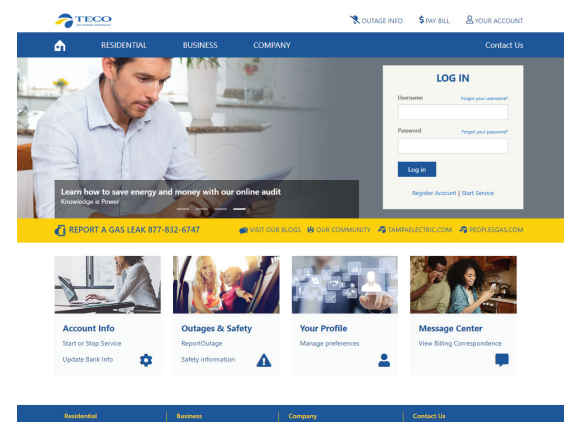 TECO
OUTAGE INFO $ PAY BILL YOUR ACCOUNT
RESIDENTIAL BUSINESS COMPANY Contact Us
LOG IN
Username Forgot your username?
Password Forgot your password?
Log in
Register Account | Start Service
Learn how to save energy and money with our online audit
Knowledge is Power
REPORT A GAS LEAK 877-832-6747 VISIT OUR BLOGS OUR COMMUNITY TAMPAELECTRIC.COM PEOPLESGAS.COM
Account Info
Start or Stop Service
Update Bank Info
Outages & Safety
ReportOutage
Safety information
Your Profile
Manage preferences
Message Center
View Billing Correspondence
Residential Business Company Contact Us